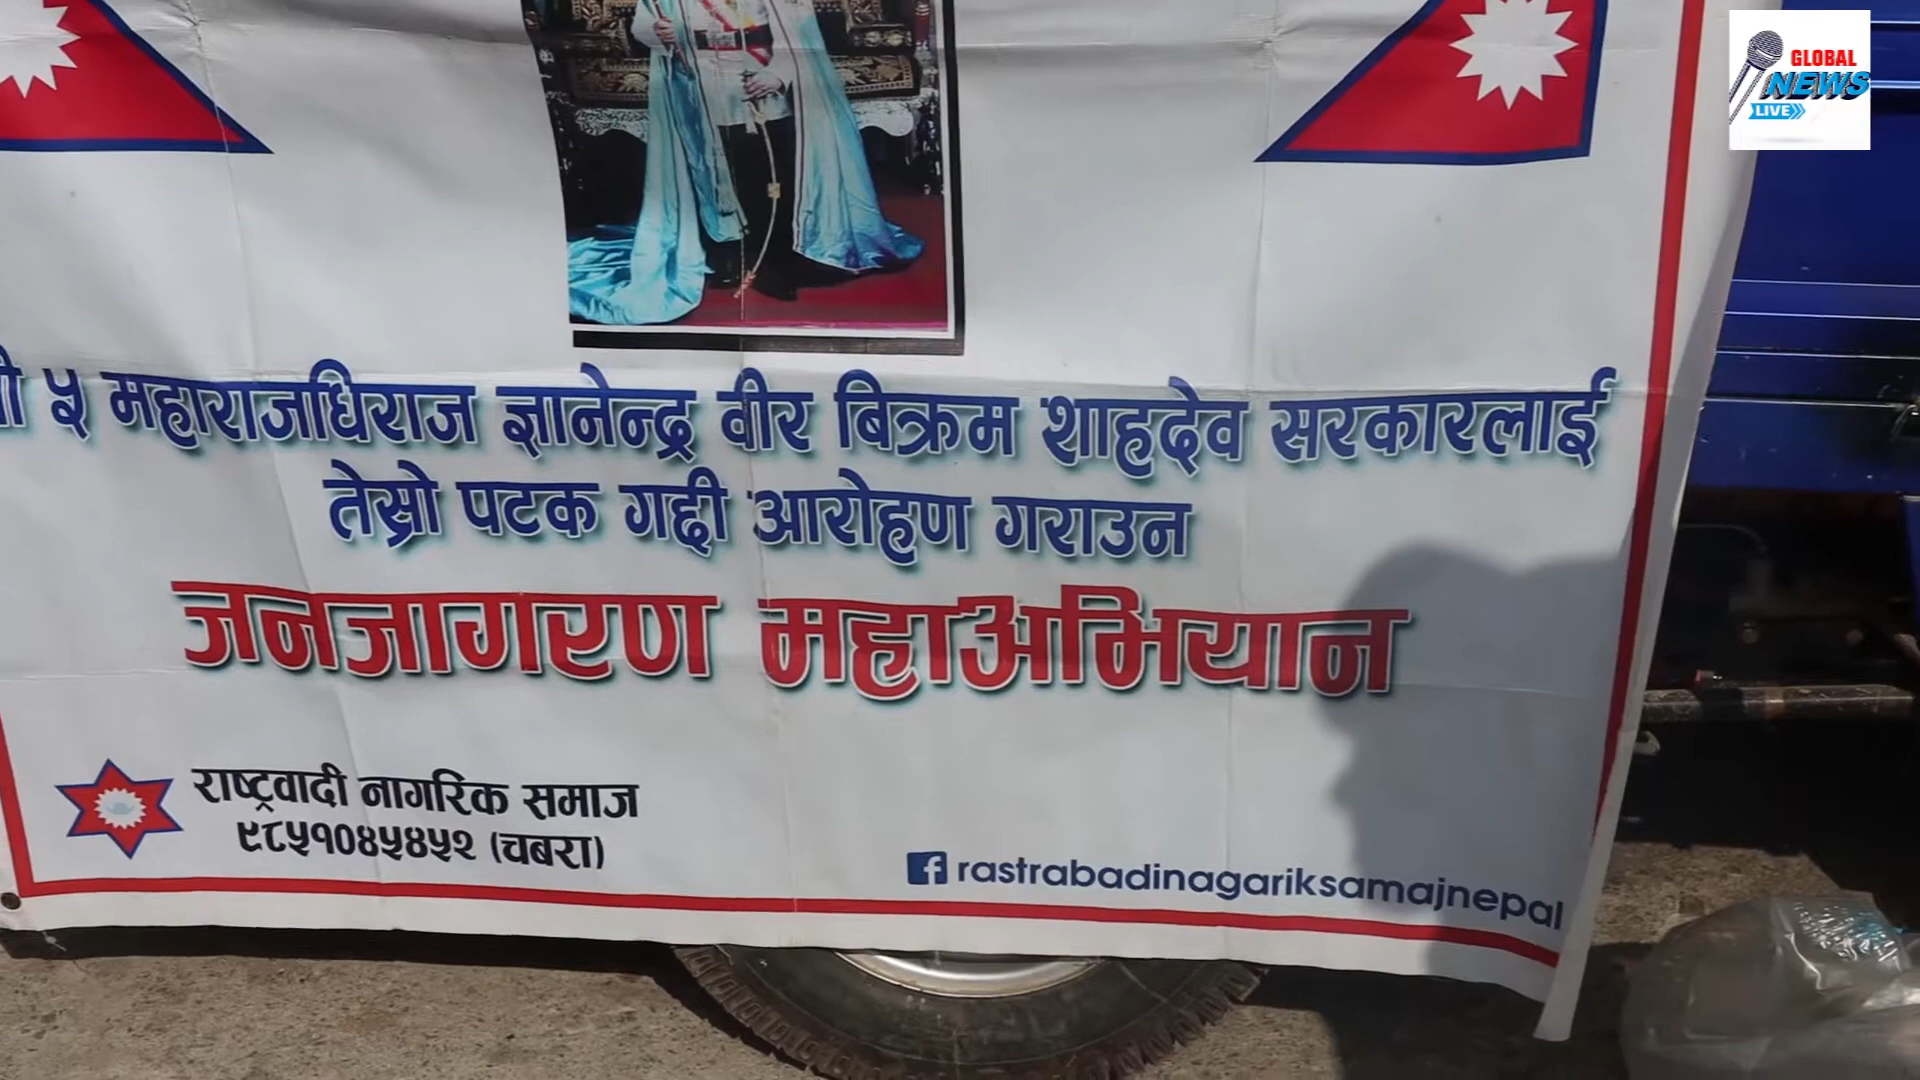 GLOBAL
NEWS
LIVE
५ महाराजधिराज ज्ञानेन्द्र वीर बिक्रम शाहदेव सरकारलाई
तेस्रो पटक गद्दी आरोहण गराउन
जनजागरण महाअभियान
राष्ट्रवादी नागरिक समाज
९८५१०४५४५२ (चबरा)
rastrabadinagariksamajnepal